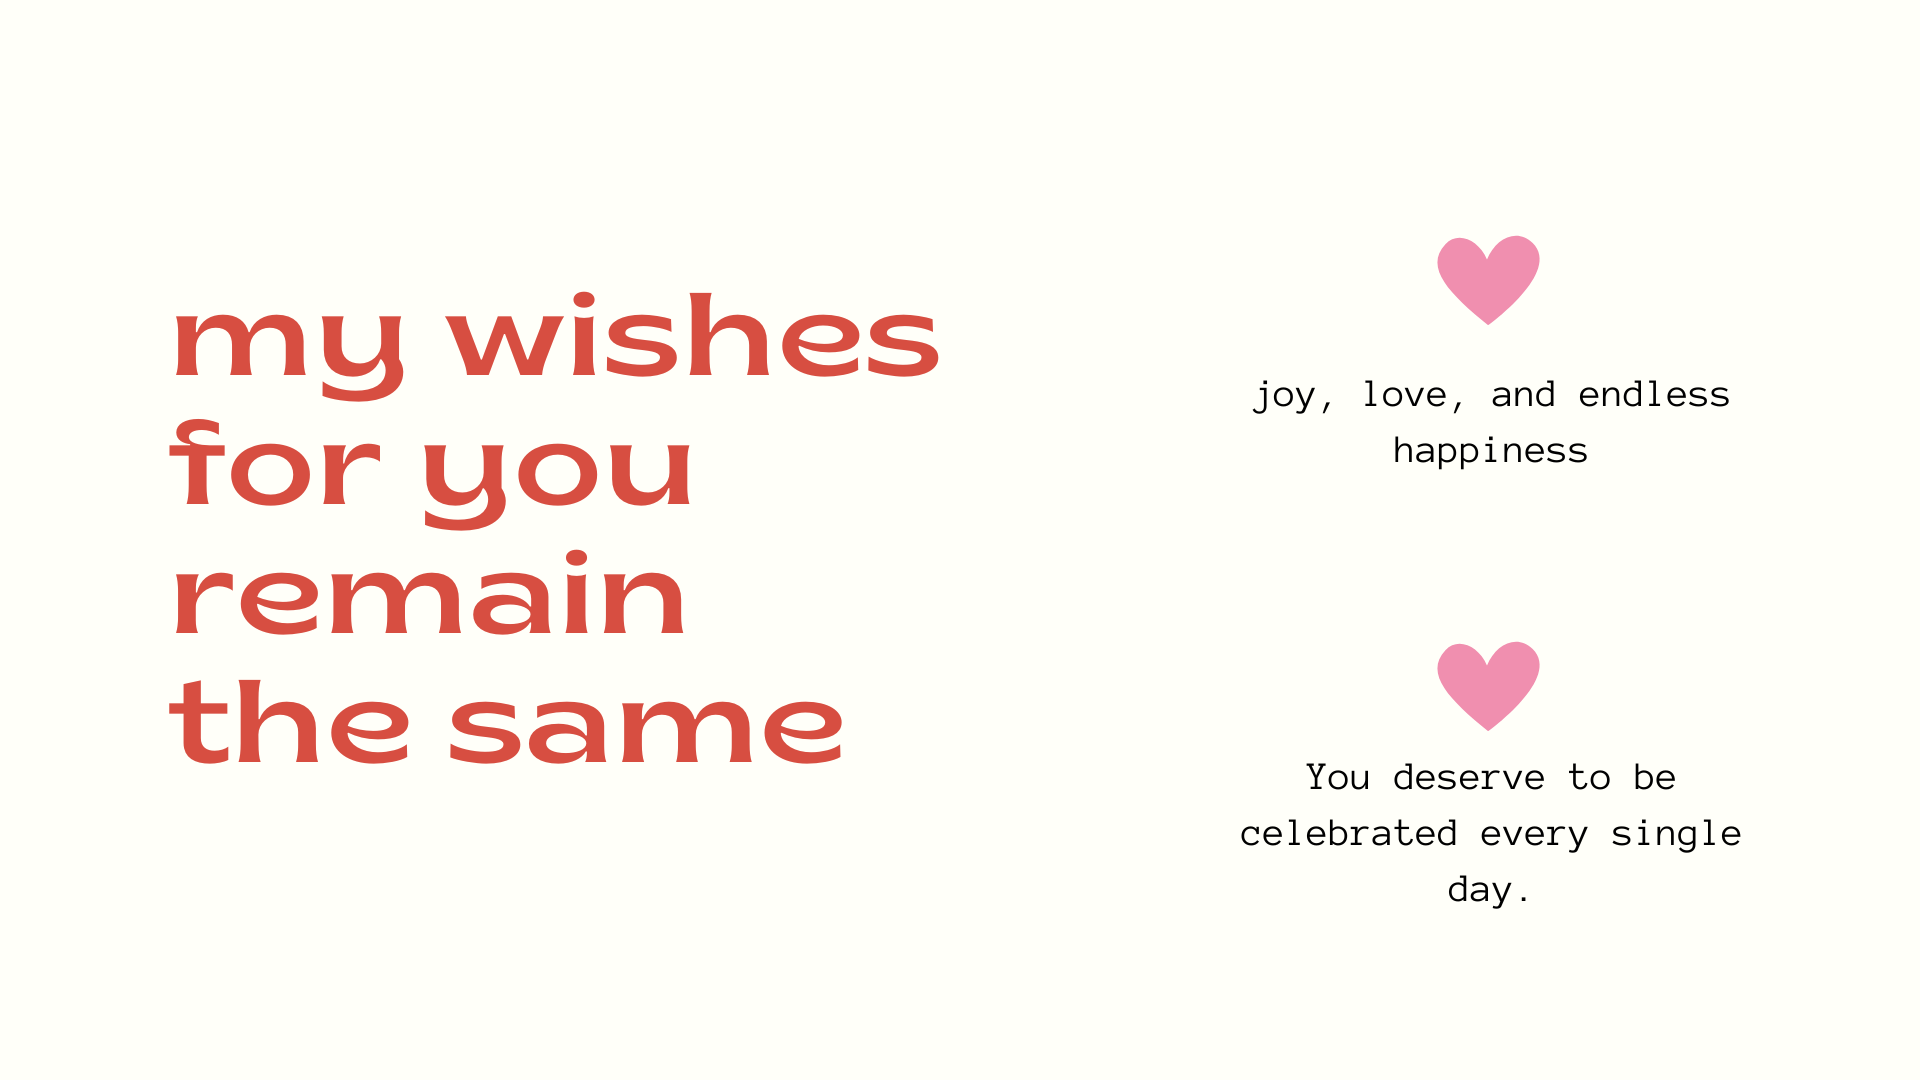 my wishes
for you
remain
the same
joy, love, and endless
happiness
You deserve to be
celebrated every single
day.